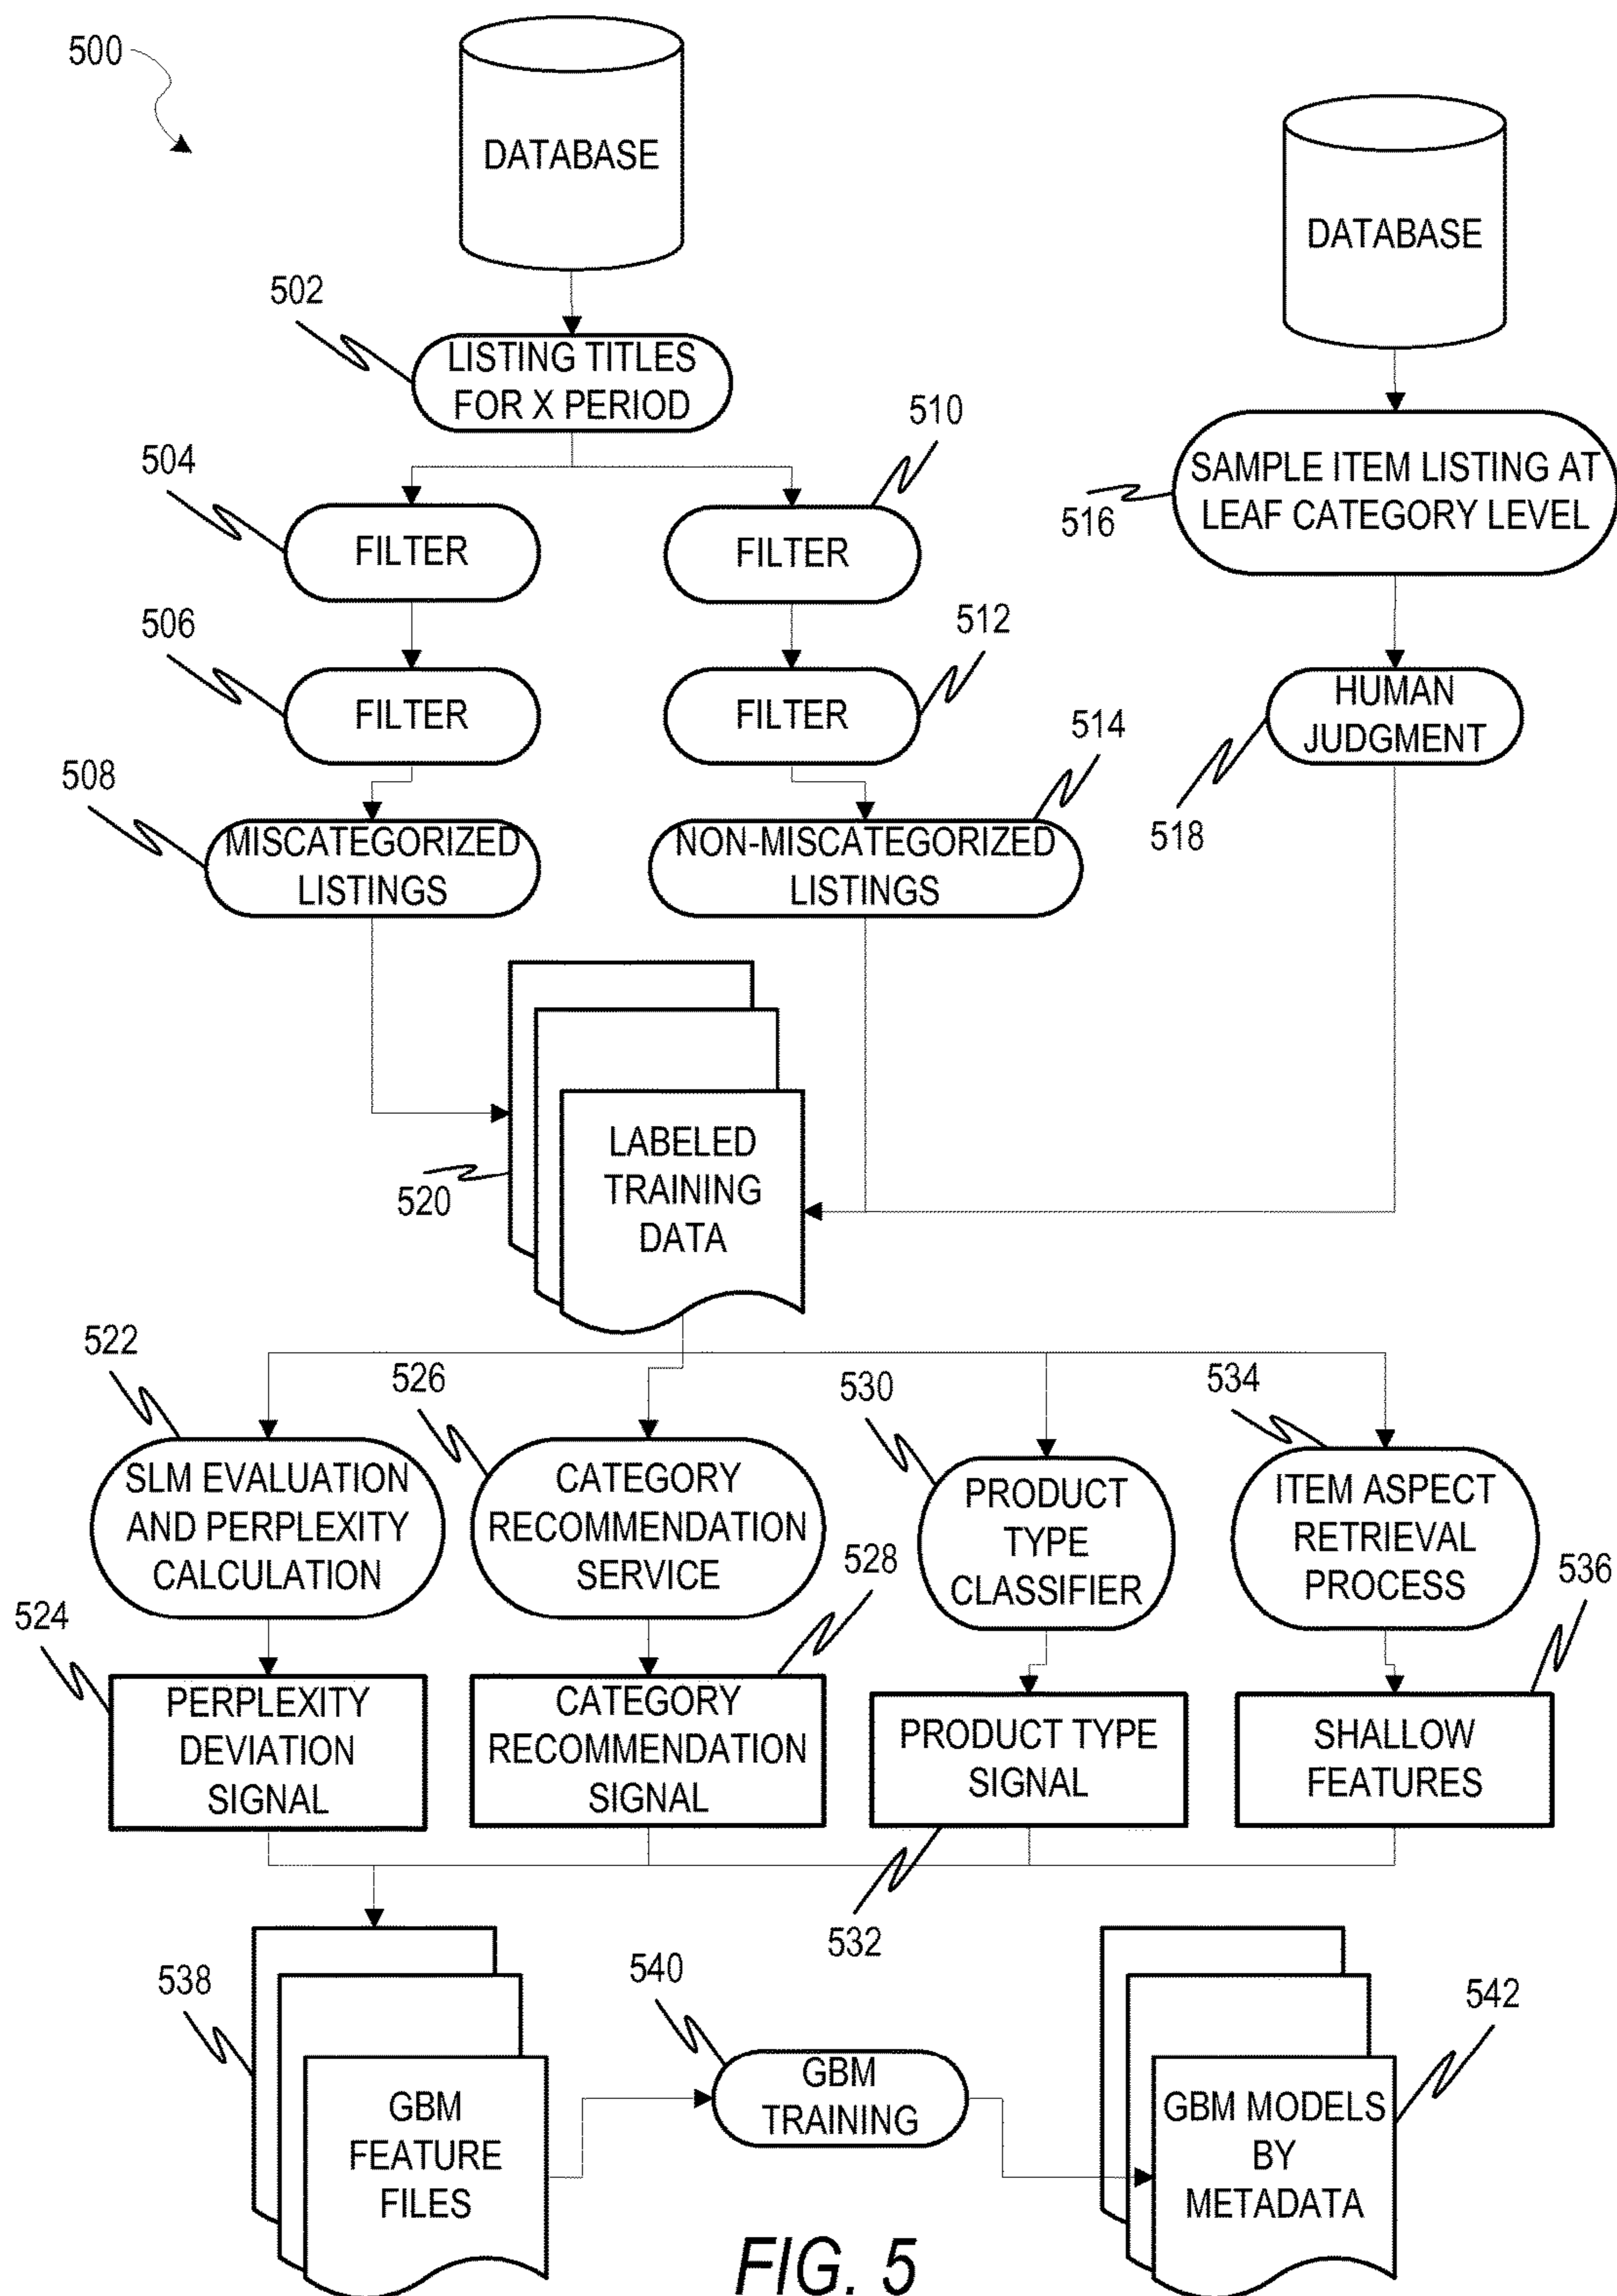 500
DATABASE
DATABASE
502
LISTING TITLES
FOR X PERIOD
510
504
FILTER
FILTER
SAMPLE ITEM LISTING AT
LEAF CATEGORY LEVEL
516
506
512
FILTER
FILTER
HUMAN
JUDGMENT
514
508
518
MISCATEGORIZED
LISTINGS
NON-MISCATEGORIZED
LISTINGS
LABELED
TRAINING
DATA
520
522
526
530
534
SLM EVALUATION
AND PERPLEXITY
CALCULATION
CATEGORY
RECOMMENDATION
SERVICE
PRODUCT
TYPE
CLASSIFIER
ITEM ASPECT
RETRIEVAL
PROCESS
528
536
524
PERPLEXITY
DEVIATION
SIGNAL
CATEGORY
RECOMMENDATION
SIGNAL
PRODUCT TYPE
SIGNAL
SHALLOW
FEATURES
532
538
540
542
GBM
FEATURE
FILES
GBM
TRAINING
GBM MODELS
BY
METADATA
FIG. 5